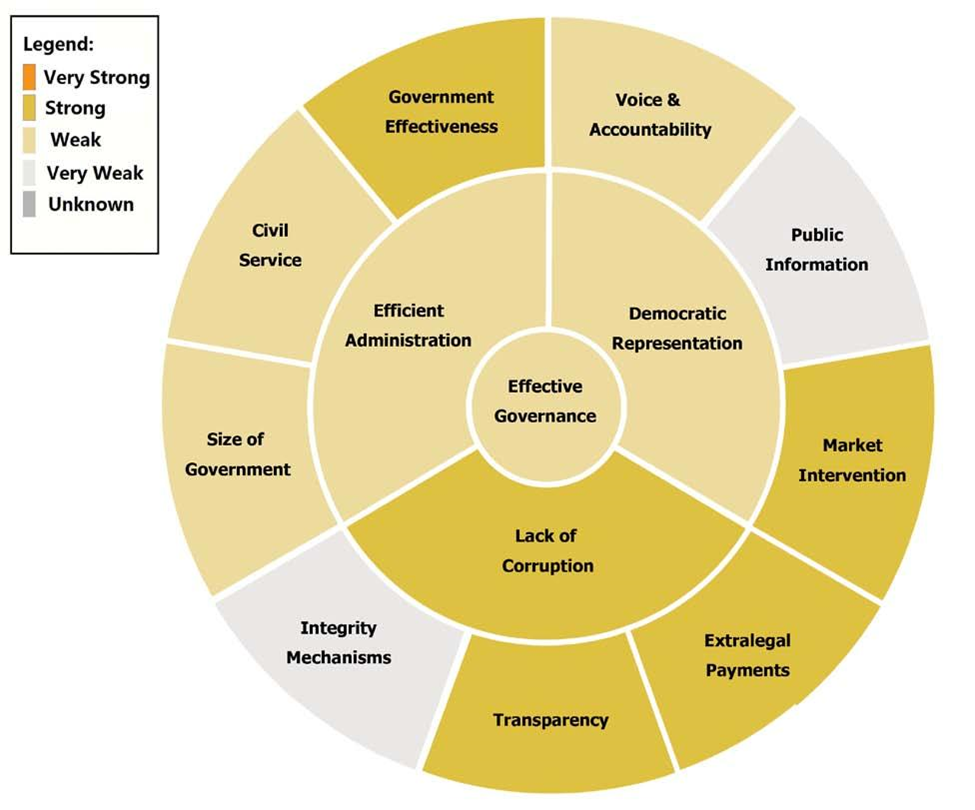 Legend:
Very Strong
Strong
Weak
Very Weak
Unknown
Government
Effectiveness
Voice &
Accountability
Civil
Service
Public
Information
Efficient
Administration
Democratic
Representation
Effective
Governance
Size of
Government
Market
Intervention
Lack of
Corruption
Integrity
Mechanisms
Extralegal
Payments
Transparency